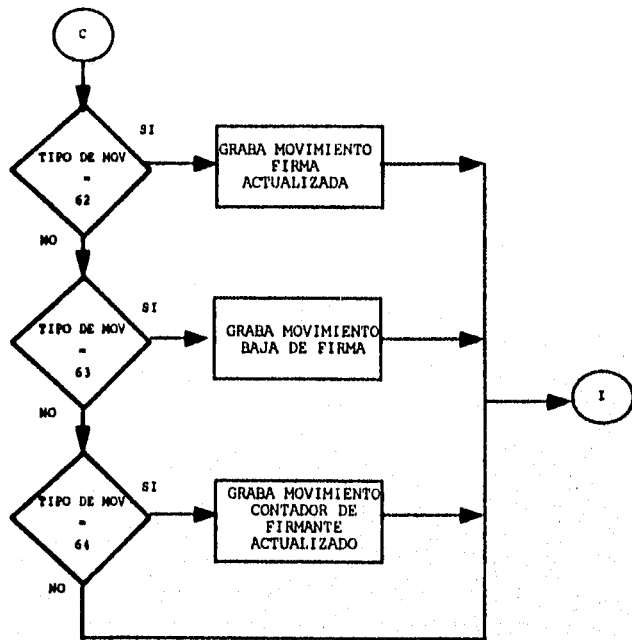 C
SI
TIPO DE MOV
=
62
GRABA MOVIMIENTO
FIRMA
ACTUALIZADA
NO
SI
TIPO DE MOV
=
63
GRABA MOVIMIENTO
BAJA DE FIRMA
I
NO
SI
TIPO DE MOV
=
64
GRABA MOVIMIENTO
CONTADOR DE
FIRMANTE
ACTUALIZADO
NO